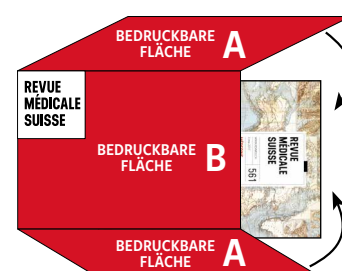 BEDRUCKBARE
FLÄCHE A
REVUE
MÉDICALE
SUISSE
BEDRUCKBARE
FLÄCHE B
REVUE
MÉDICALE
SUISSE
561
BEDRUCKBARE
FLÄCHE A